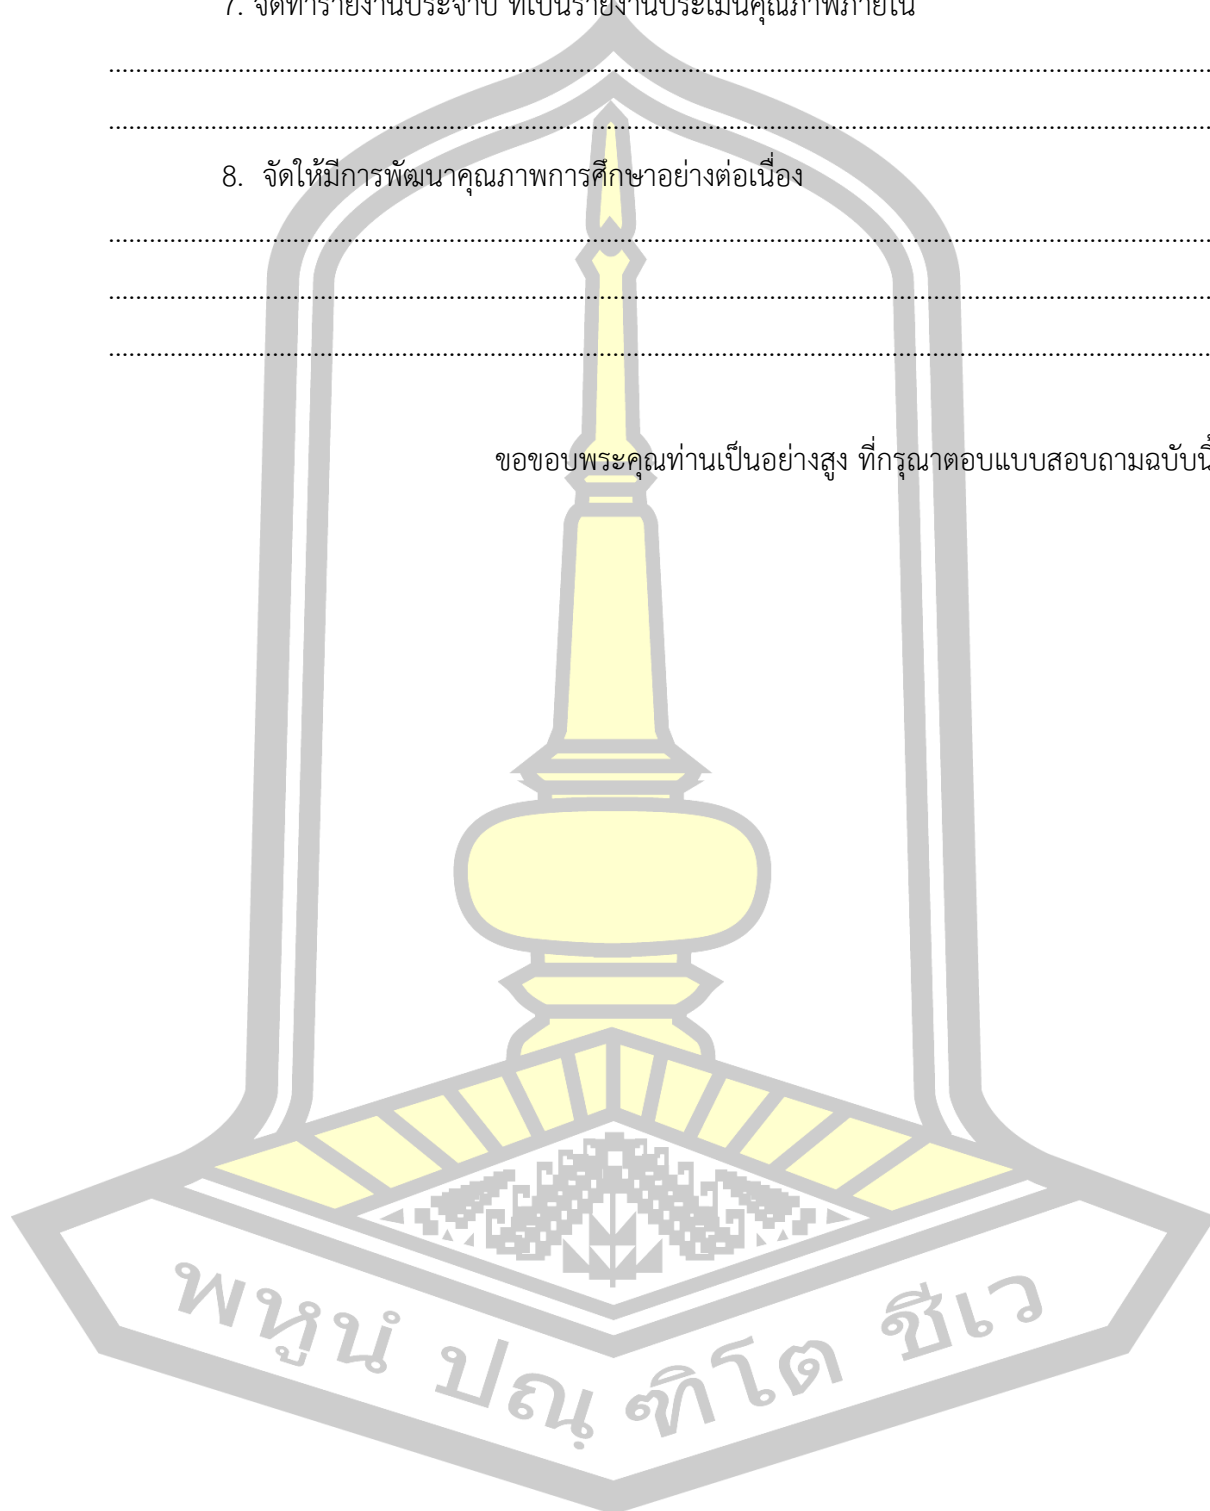 7. จัดทำรายงานประจำปี ที่เป็นรายงานประเมินคุณภาพภายใน
................................................................................................................................................
................................................................................................................................................
8. จัดให้มีการพัฒนาคุณภาพการศึกษาอย่างต่อเนื่อง
................................................................................................................................................
................................................................................................................................................
................................................................................................................................................
ขอขอบพระคุณท่านเป็นอย่างสูง ที่กรุณาตอบแบบสอบถามฉบับนี้
พหูนํ ปณฺฑิโต ชีเว